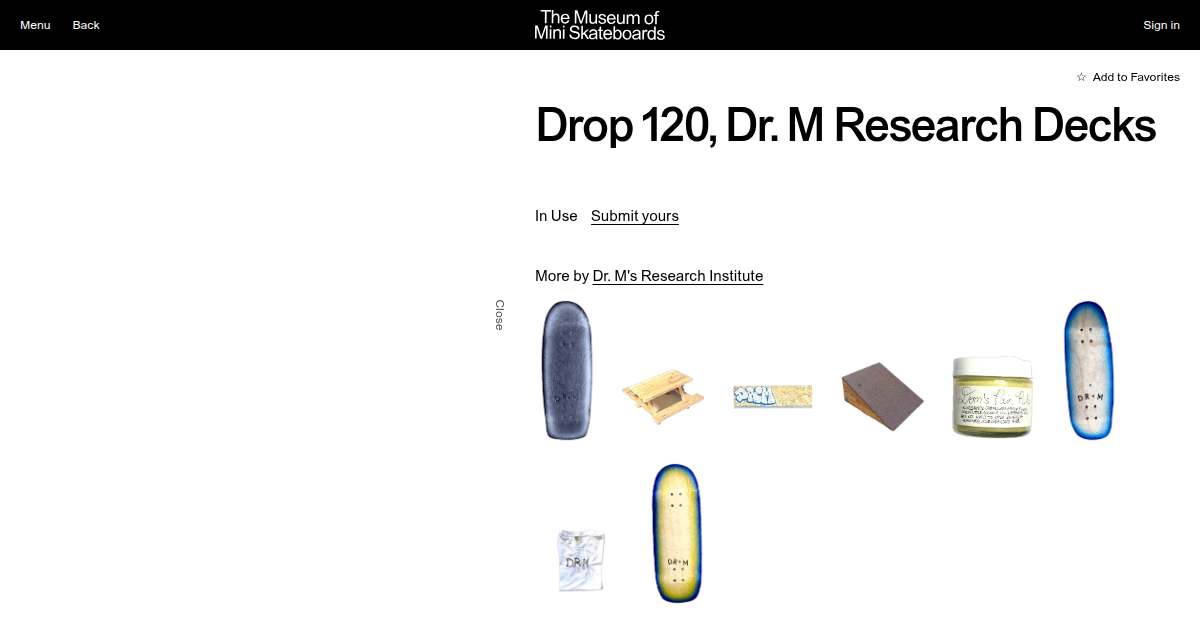 Menu
Back
The Museum of
Mini Skateboards
Sign in
☆ Add to Favorites
Drop 120, Dr. M Research Decks
In Use
Submit yours
More by Dr. M's Research Institute
Close
DR M
DR M
DR M